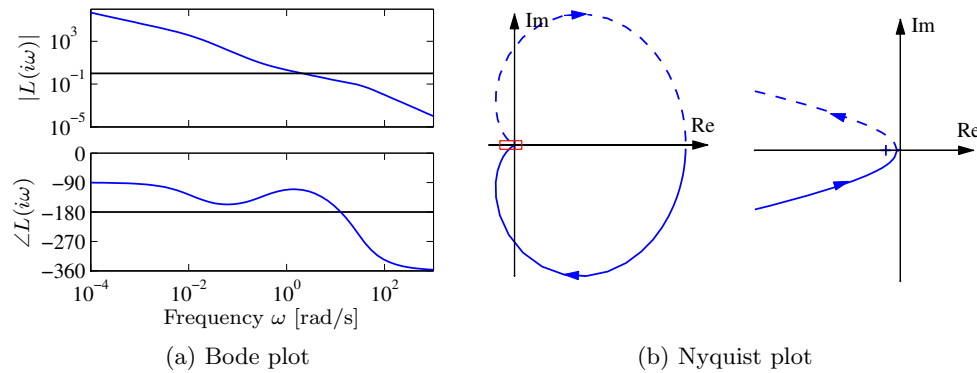 |L(iω)|
10^3
10^−1
10^−5
∠L(iω)
0
−90
−180
−270
−360
10^−4
10^−2
10^0
10^2
Frequency ω [rad/s]
(a) Bode plot
Im
Re
Im
Re
(b) Nyquist plot